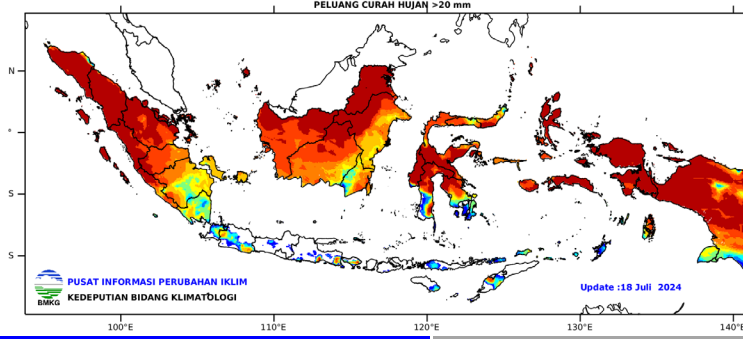 PELUANG CURAH HUJAN >20 mm
N
°
S
S
PUSAT INFORMASI PERUBAHAN IKLIM
KEDEPUTIAN BIDANG KLIMATOLOGI
BMKG
Update :18 Juli 2024
100°E
110°E
120°E
130°E
140°E